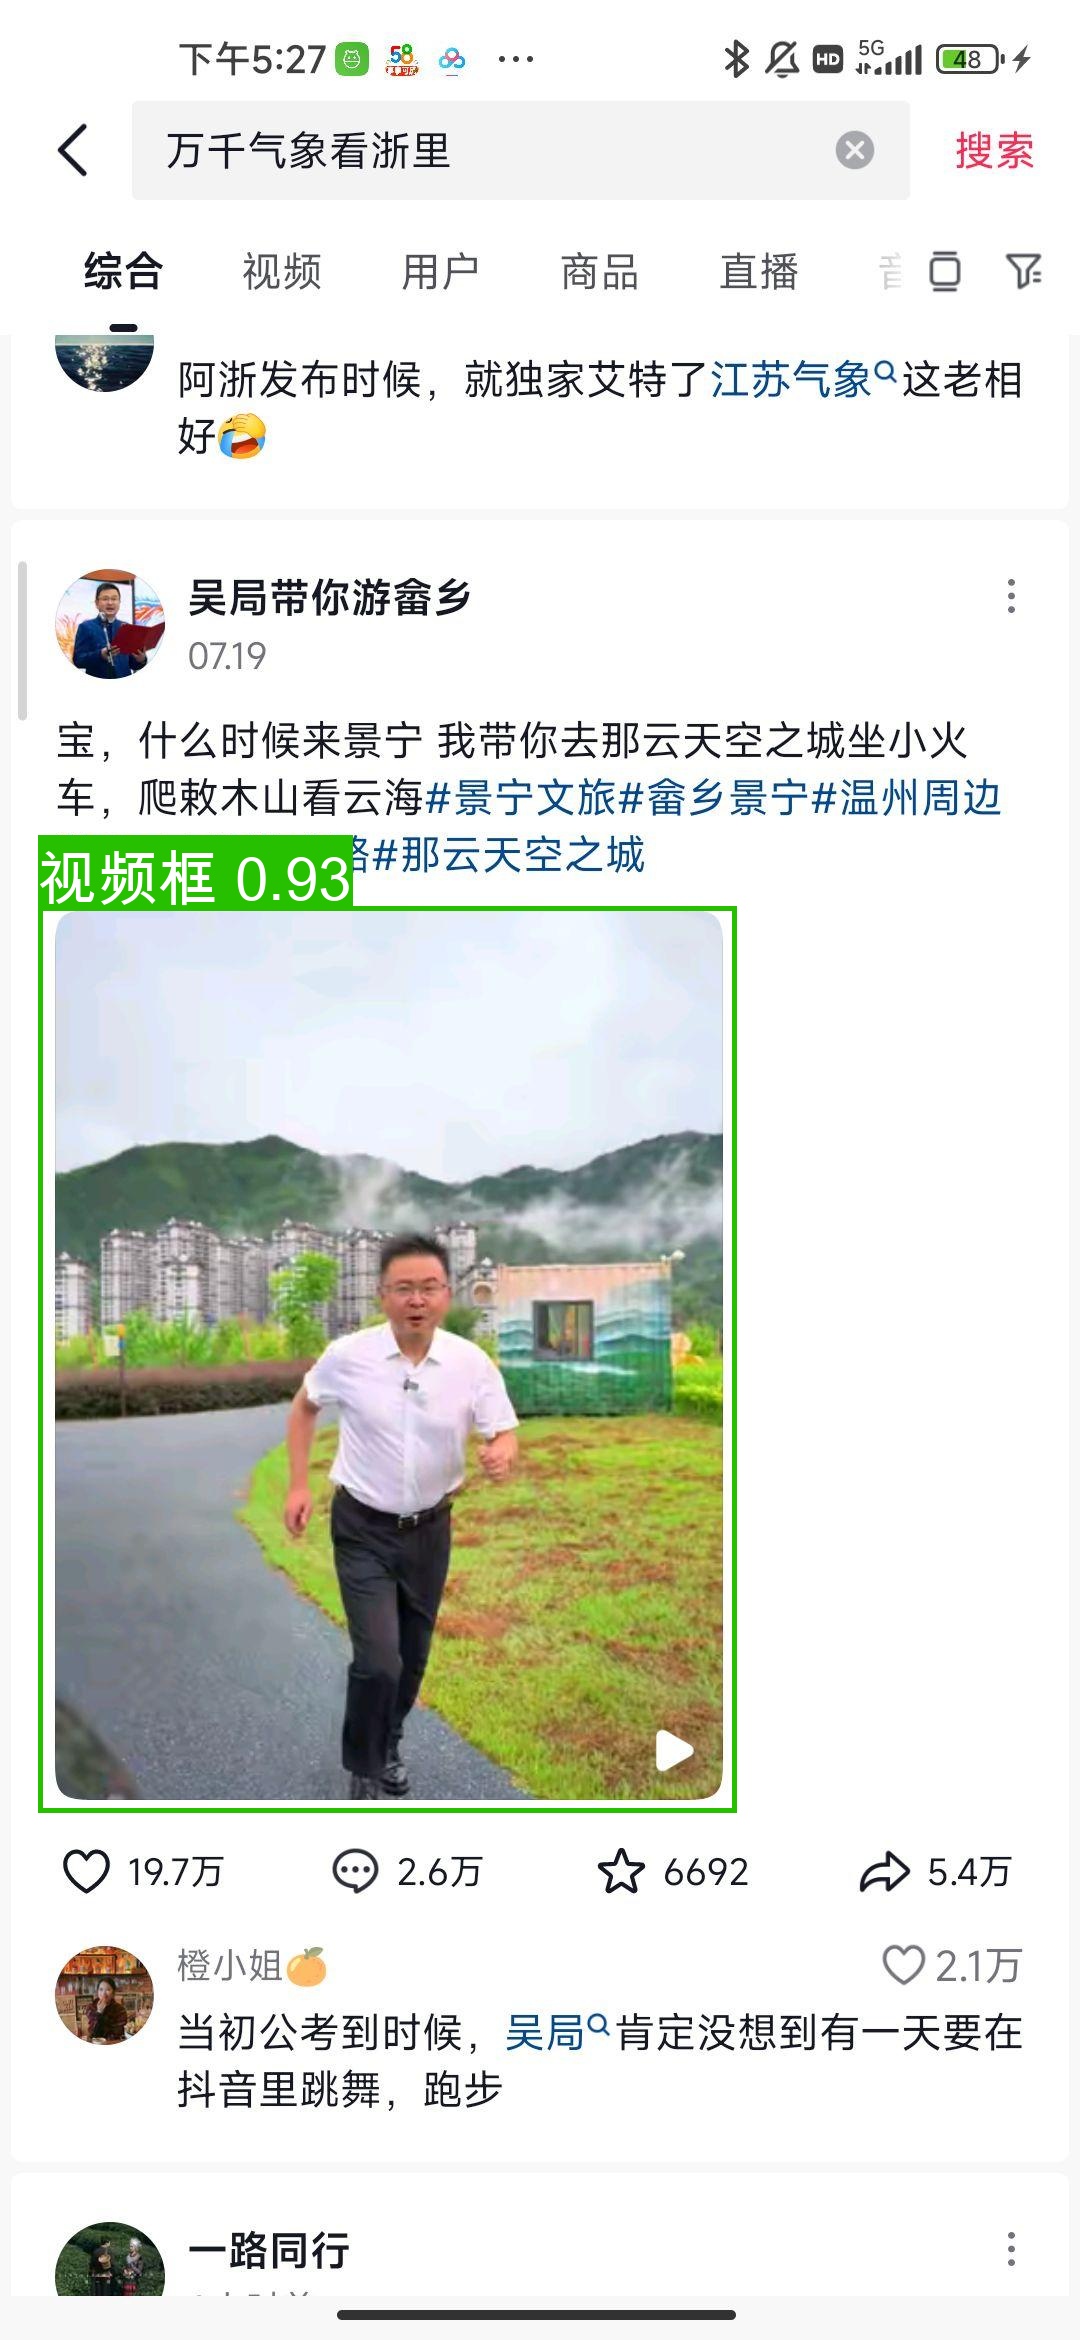 下午5:27
58
HD
5G
48
万千气象看浙里
搜索
综合
视频
用户
商品
直播
阿浙发布时候，就独家艾特了江苏气象这老相
好🤣
吴局带你游畲乡
07.19
宝，什么时候来景宁 我带你去那云天空之城坐小火
车，爬敕木山看云海#景宁文旅#畲乡景宁#温州周边
#那云天空之城
视频框 0.93
19.7万
2.6万
6692
5.4万
橙小姐🍊
2.1万
当初公考到时候，吴局肯定没想到有一天要在
抖音里跳舞，跑步
一路同行